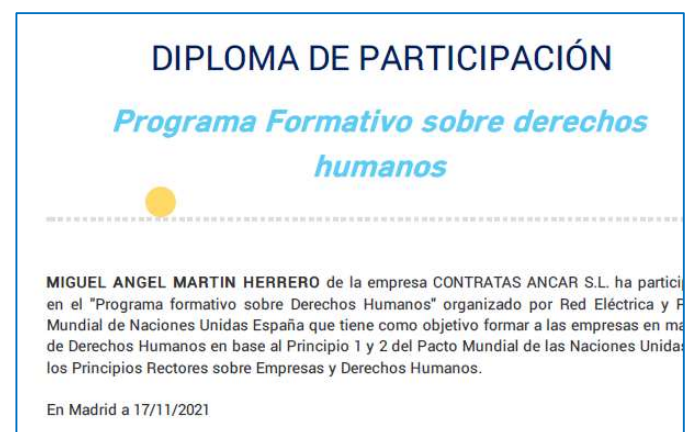 DIPLOMA DE PARTICIPACIÓN
Programa Formativo sobre derechos
humanos
MIGUEL ANGEL MARTIN HERRERO de la empresa CONTRATAS ANCAR S.L. ha
en el "Programa formativo sobre Derechos Humanos" organizado por Red Eléctrica y
Mundial de Naciones Unidas España que tiene como objetivo formar a las empresas en
de Derechos Humanos en base al Principio 1 y 2 del Pacto Mundial de las Naciones
los Principios Rectores sobre Empresas y Derechos Humanos.
En Madrid a 17/11/2021